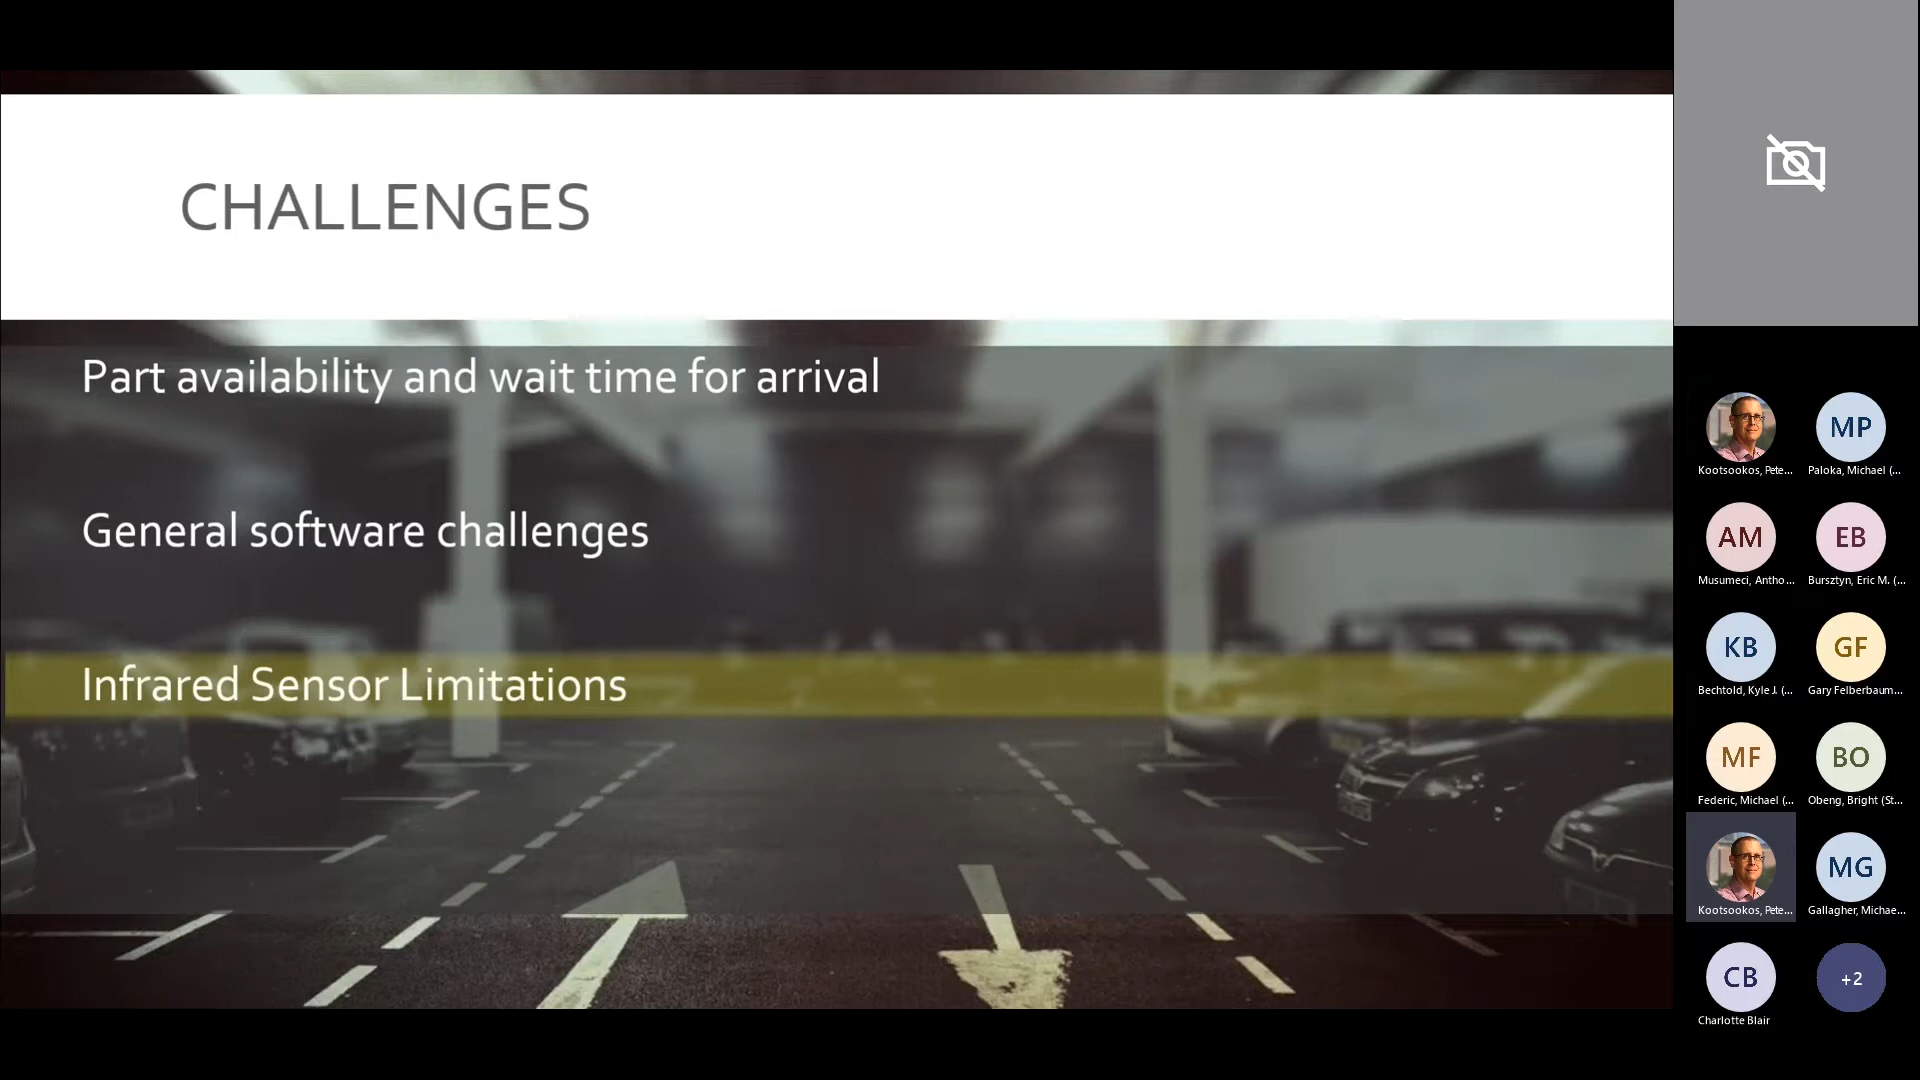 CHALLENGES
Part availability and wait time for arrival
General software challenges
Infrared Sensor Limitations
Kootsookos, Pete...
MP
Paloka, Michael (...
AM
Musumeci, Antho...
EB
Bursztyn, Eric M. (...
KB
Bechtold, Kyle J. (...
GF
Gary Felberbaum...
MF
Federic, Michael (...
BO
Obeng, Bright (St...
Kootsookos, Pete...
MG
Gallagher, Michae...
CB
Charlotte Blair
+2